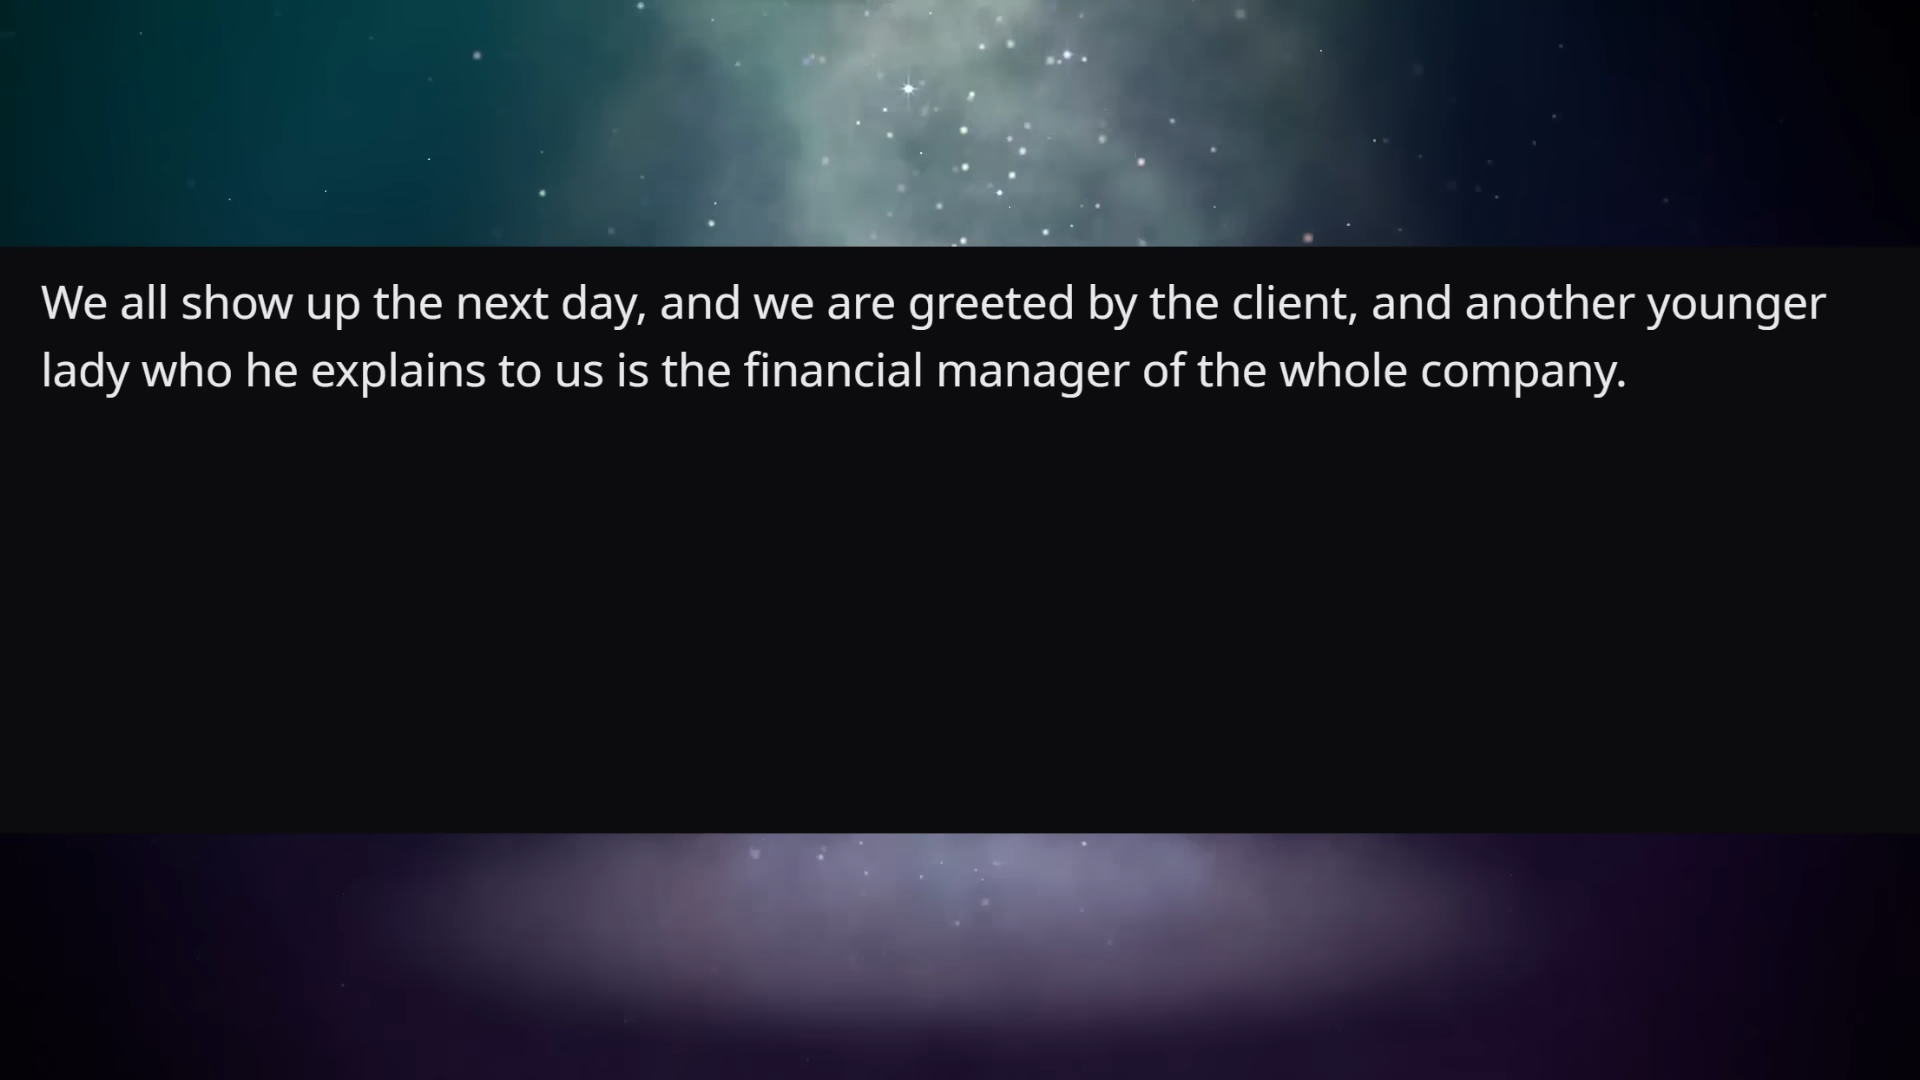 We all show up the next day, and we are greeted by the client, and another younger
lady who he explains to us is the financial manager of the whole company.